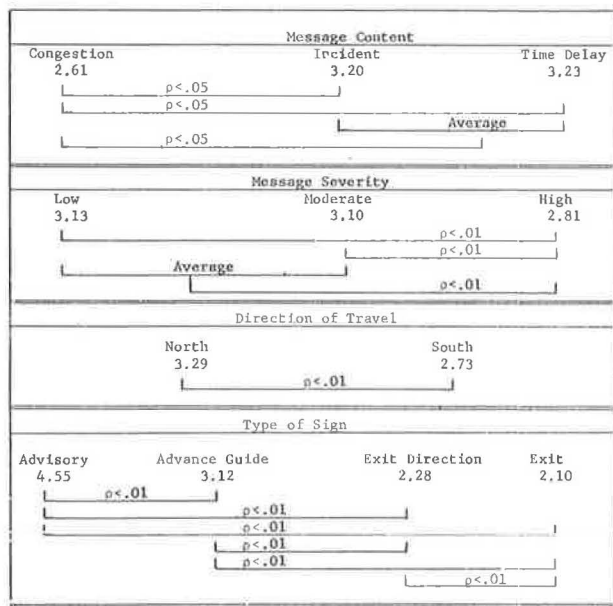 Message Content
Congestion Incident Time Delay
2.61 3.20 3.23
p<.05
p<.05
Average
p<.05
Message Severity
Low Moderate High
3.13 3.10 2.81
p<.01
p<.01
Average
p<.01
Direction of Travel
North South
3.29 2.73
p<.01
Type of Sign
Advisory Advance Guide Exit Direction Exit
4.55 3.12 2.28 2.10
p<.01
p<.01
p<.01
p<.01
p<.01
p<.01